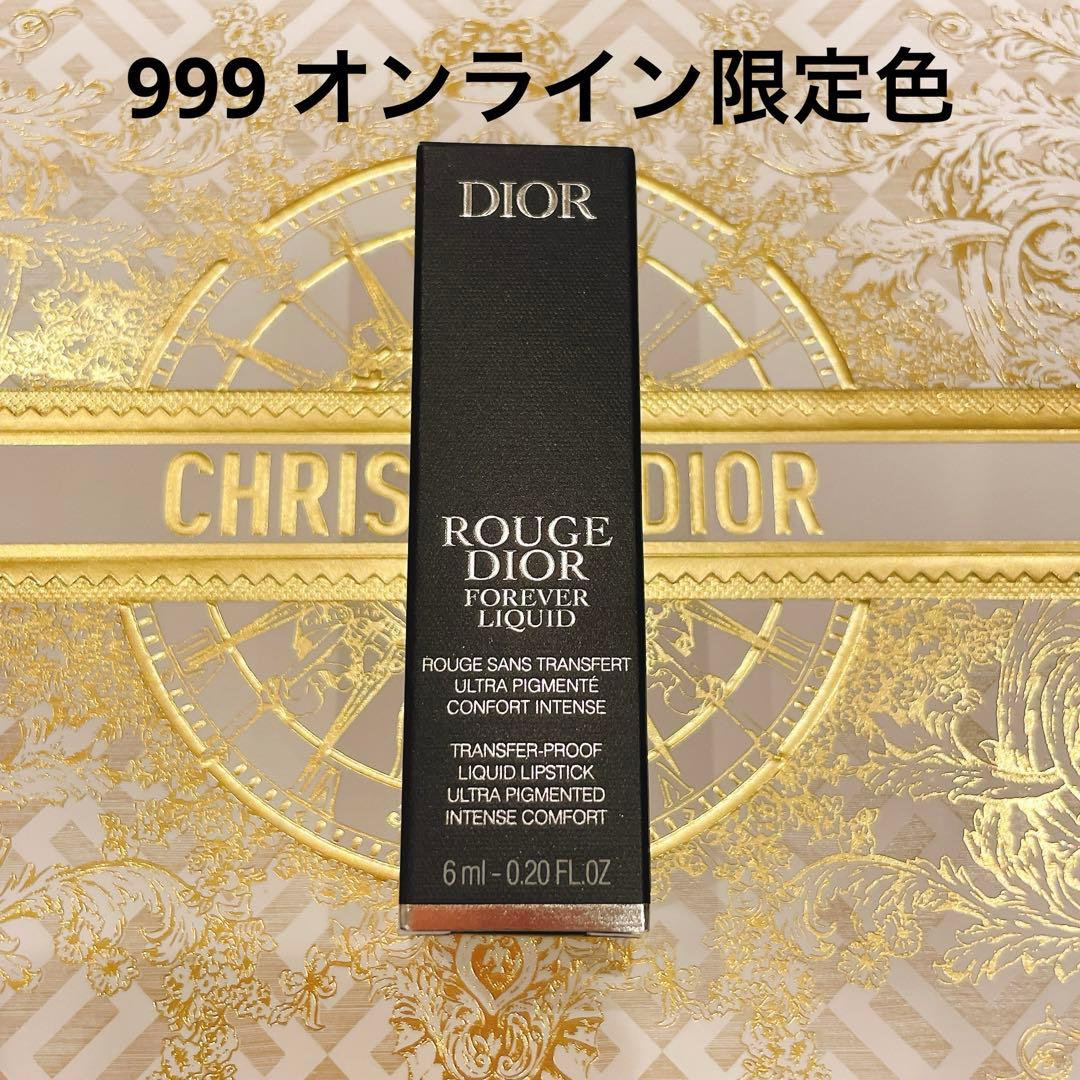 999 オンライン限定色
DIOR
CHRIS DIOR
ROUGE
DIOR
FOREVER
LIQUID
ROUGE SANS TRANSFERT
ULTRA PIGMENTÉ
CONFORT INTENSE
TRANSFER-PROOF
LIQUID LIPSTICK
ULTRA PIGMENTED
INTENSE COMFORT
6 ml - 0.20 FL.OZ